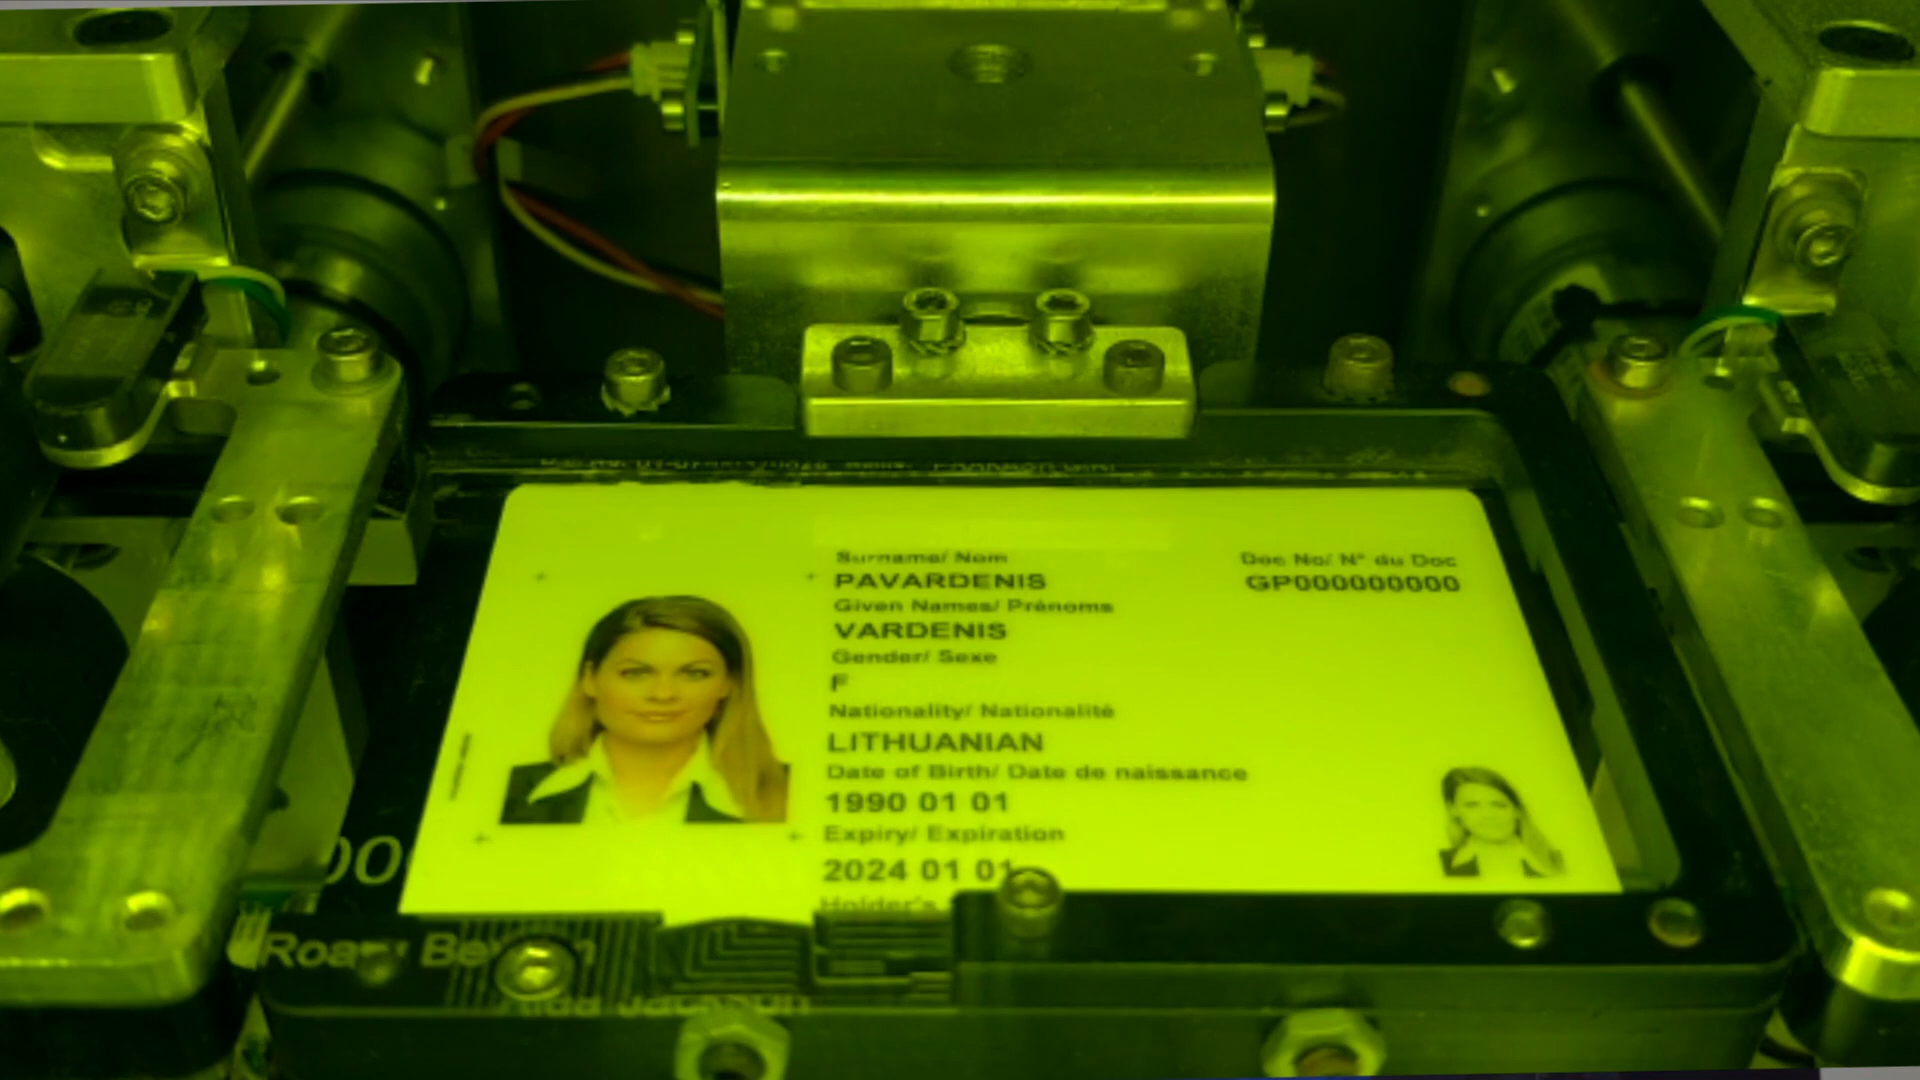 Surname/ Nom
PAVARDENIS
Doc No/ N° du Doc
GP000000000
Given Names/ Prénoms
VARDENIS
Gender/ Sexe
F
Nationality/ Nationalité
LITHUANIAN
Date of Birth/ Date de naissance
1990 01 01
Expiry/ Expiration
2024 01 01
Holder's